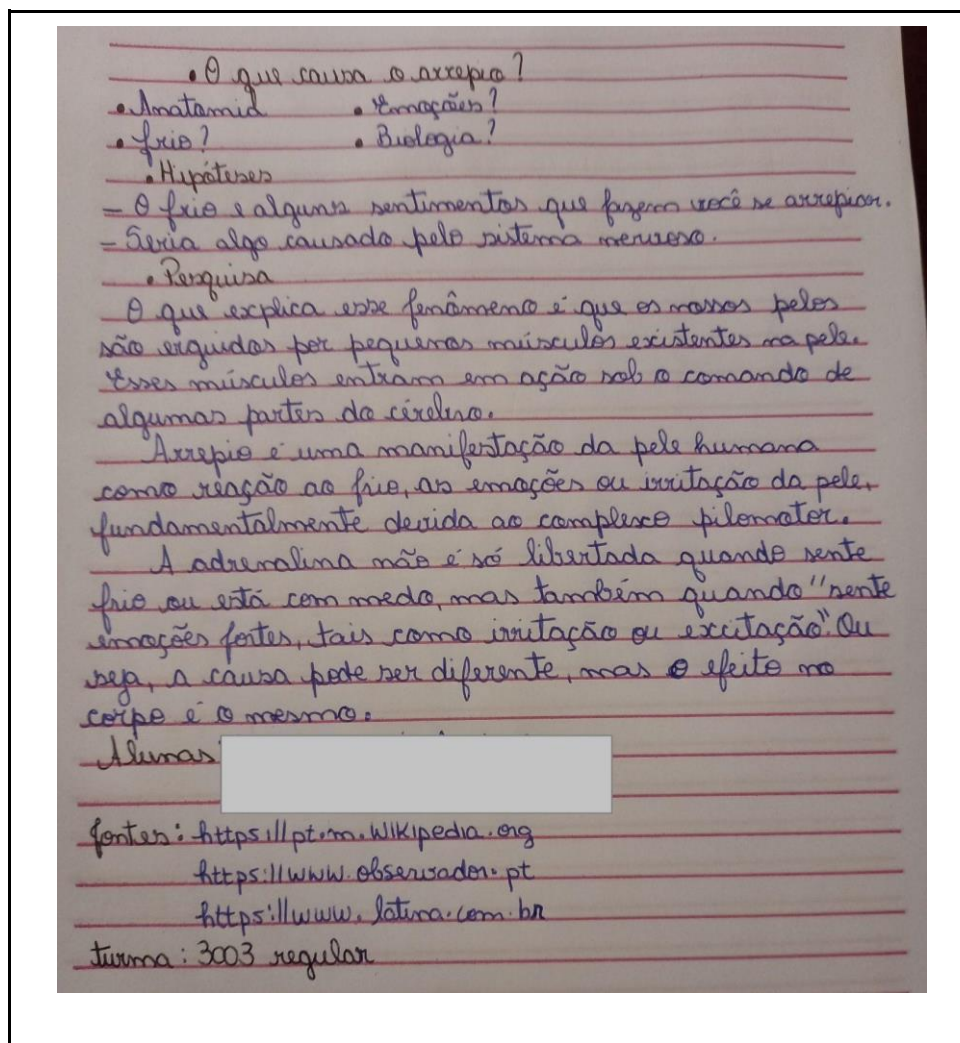 • O que causa o arrepio?
• Anatomia • Emoções?
• frio? • Biologia?
• Hipóteses
- O frio e alguns sentimentos que fazem você se arrepiar.
- Seria algo causado pelo sistema nervoso.
• Pesquisa
O que explica esse fenômeno é que os nossos pelos
são erguidos por pequenos músculos existentes na pele.
Esses músculos entram em ação sob o comando de
algumas partes do cérebro.
Arrepio é uma manifestação da pele humana
como reação ao frio, as emoções ou irritação da pele,
fundamentalmente devida ao complexo pilomotor.
A adrenalina não é só libertada quando sente
frio ou está com medo, mas também quando "sente
emoções fortes, tais como irritação ou excitação". Ou
seja, a causa pode ser diferente, mas o efeito no
corpo é o mesmo.
Alunas
fontes: https://pt.m.Wikipedia.org
https://www.observador.pt
https://www.latina.com.br
turma: 3003 regular